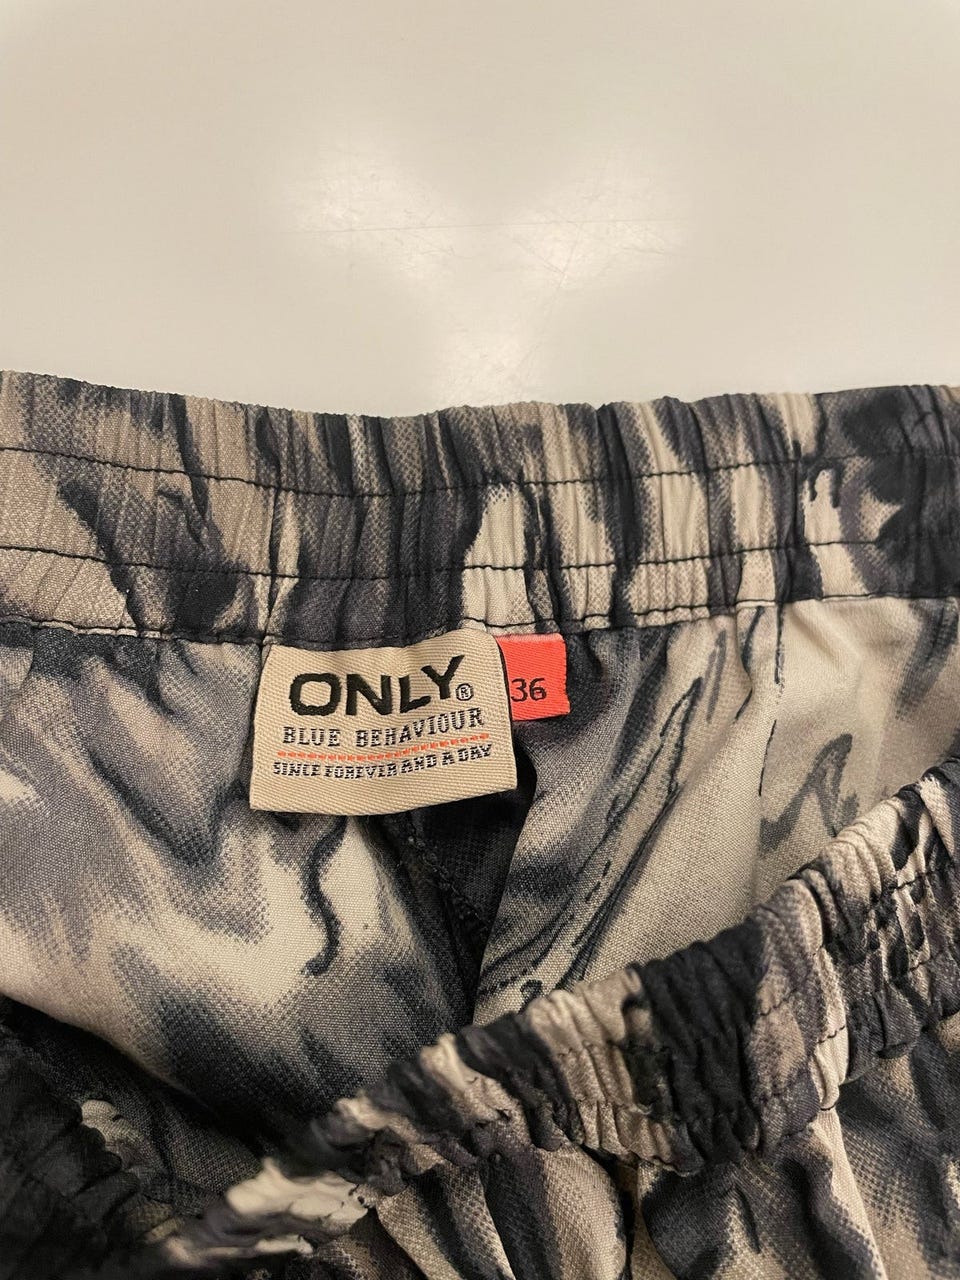 ONLY®
36
BLUE BEHAVIOUR
SINCE FOREVER AND A DAY